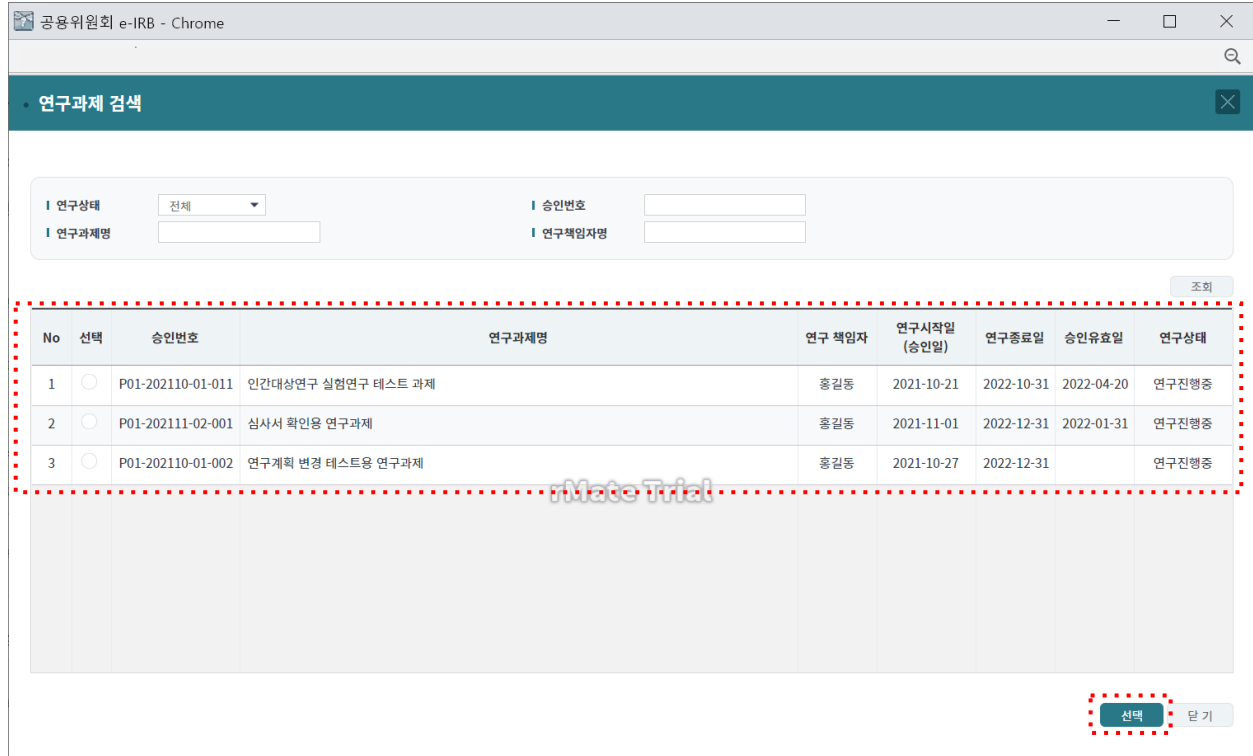 공용위원회 e-IRB - Chrome
연구과제 검색
연구상태 전체 승인번호
연구과제명 연구책임자명
조회
No 선택 승인번호 연구과제명 연구 책임자 연구시작일 (승인일) 연구종료일 승인유효일 연구상태
1 P01-202110-01-011 인간대상연구 실험연구 테스트 과제 홍길동 2021-10-21 2022-10-31 2022-04-20 연구진행중
2 P01-202111-02-001 심사서 확인용 연구과제 홍길동 2021-11-01 2022-12-31 2022-01-31 연구진행중
3 P01-202110-01-002 연구계획 변경 테스트용 연구과제 홍길동 2021-10-27 2022-12-31 연구진행중
rMate Trial
선택 닫 기